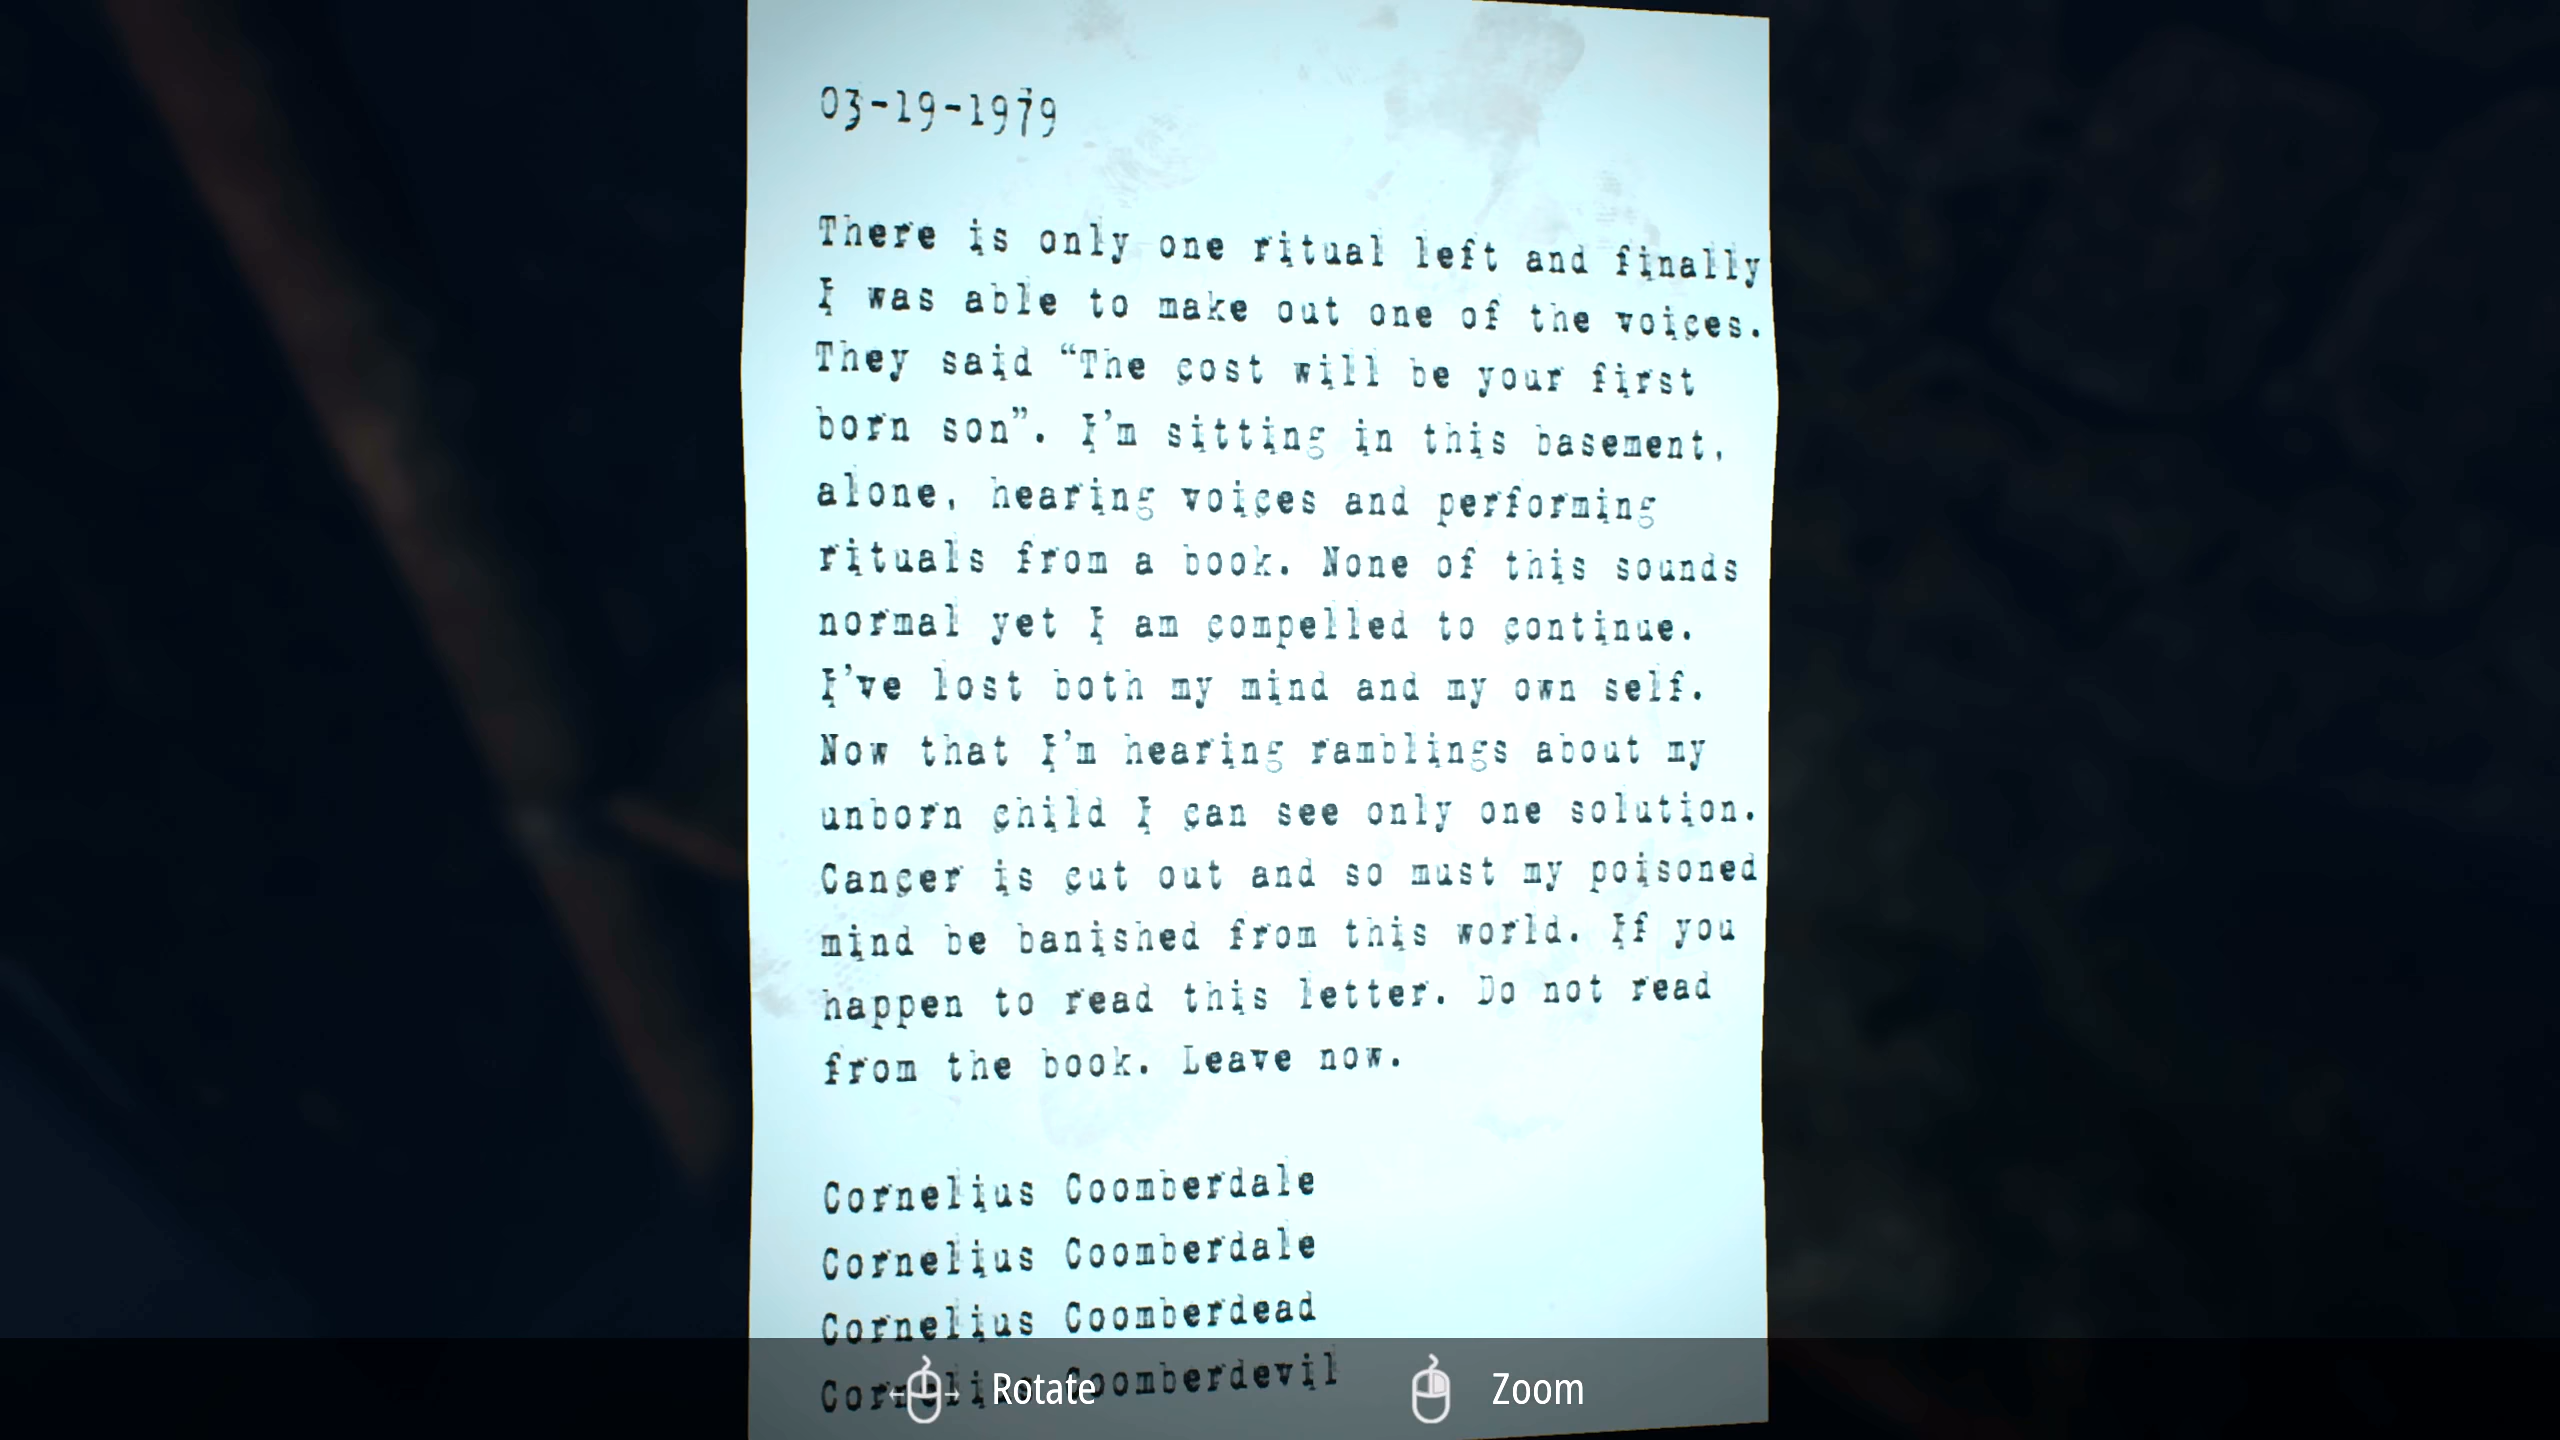 03-19-1979
There is only one ritual left and finally
I was able to make out one of the voices.
They said “The cost will be your first
born son”. I’m sitting in this basement,
alone, hearing voices and performing
rituals from a book. None of this sounds
normal yet I am compelled to continue.
I’ve lost both my mind and my own self.
Now that I’m hearing ramblings about my
unborn child I can see only one solution.
Cancer is cut out and so must my poisoned
mind be banished from this world. If you
happen to read this letter. Do not read
from the book. Leave now.
Cornelius Coomberdale
Cornelius Coomberdale
Cornelius Coomberdead
Cornelius Coomberdevil
Rotate
Zoom